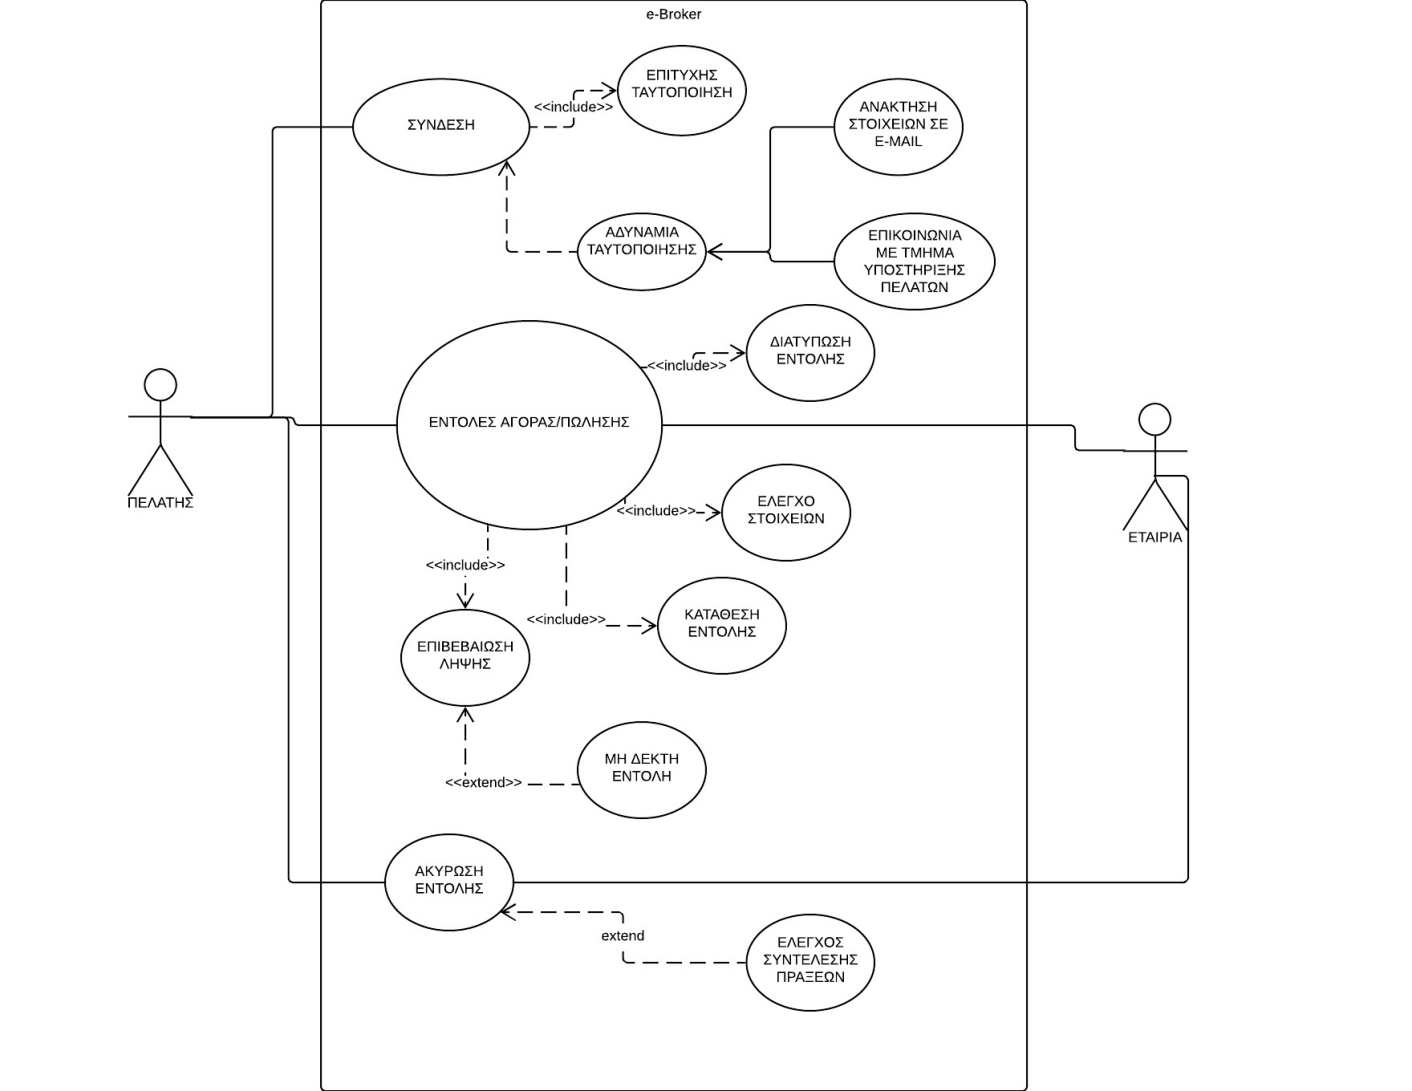 e-Broker
ΕΠΙΤΥΧΗΣ
ΤΑΥΤΟΠΟΙΗΣΗ
<<include>>
ΣΥΝΔΕΣΗ
ΑΝΑΚΤΗΣΗ
ΣΤΟΙΧΕΙΩΝ ΣΕ
E-MAIL
ΑΔΥΝΑΜΙΑ
ΤΑΥΤΟΠΟΙΗΣΗΣ
ΕΠΙΚΟΙΝΩΝΙΑ
ΜΕ ΤΜΗΜΑ
ΥΠΟΣΤΗΡΙΞΗΣ
ΠΕΛΑΤΩΝ
ΔΙΑΤΥΠΩΣΗ
ΕΝΤΟΛΗΣ
<<include>>
ΕΝΤΟΛΕΣ ΑΓΟΡΑΣ/ΠΩΛΗΣΗΣ
ΠΕΛΑΤΗΣ
ΕΤΑΙΡΙΑ
<<include>>
ΕΛΕΓΧΟ
ΣΤΟΙΧΕΙΩΝ
<<include>>
<<include>>
ΚΑΤΑΘΕΣΗ
ΕΝΤΟΛΗΣ
ΕΠΙΒΕΒΑΙΩΣΗ
ΛΗΨΗΣ
ΜΗ ΔΕΚΤΗ
ΕΝΤΟΛΗ
<<extend>>
ΑΚΥΡΩΣΗ
ΕΝΤΟΛΗΣ
extend
ΕΛΕΓΧΟΣ
ΣΥΝΤΕΛΕΣΗΣ
ΠΡΑΞΕΩΝ